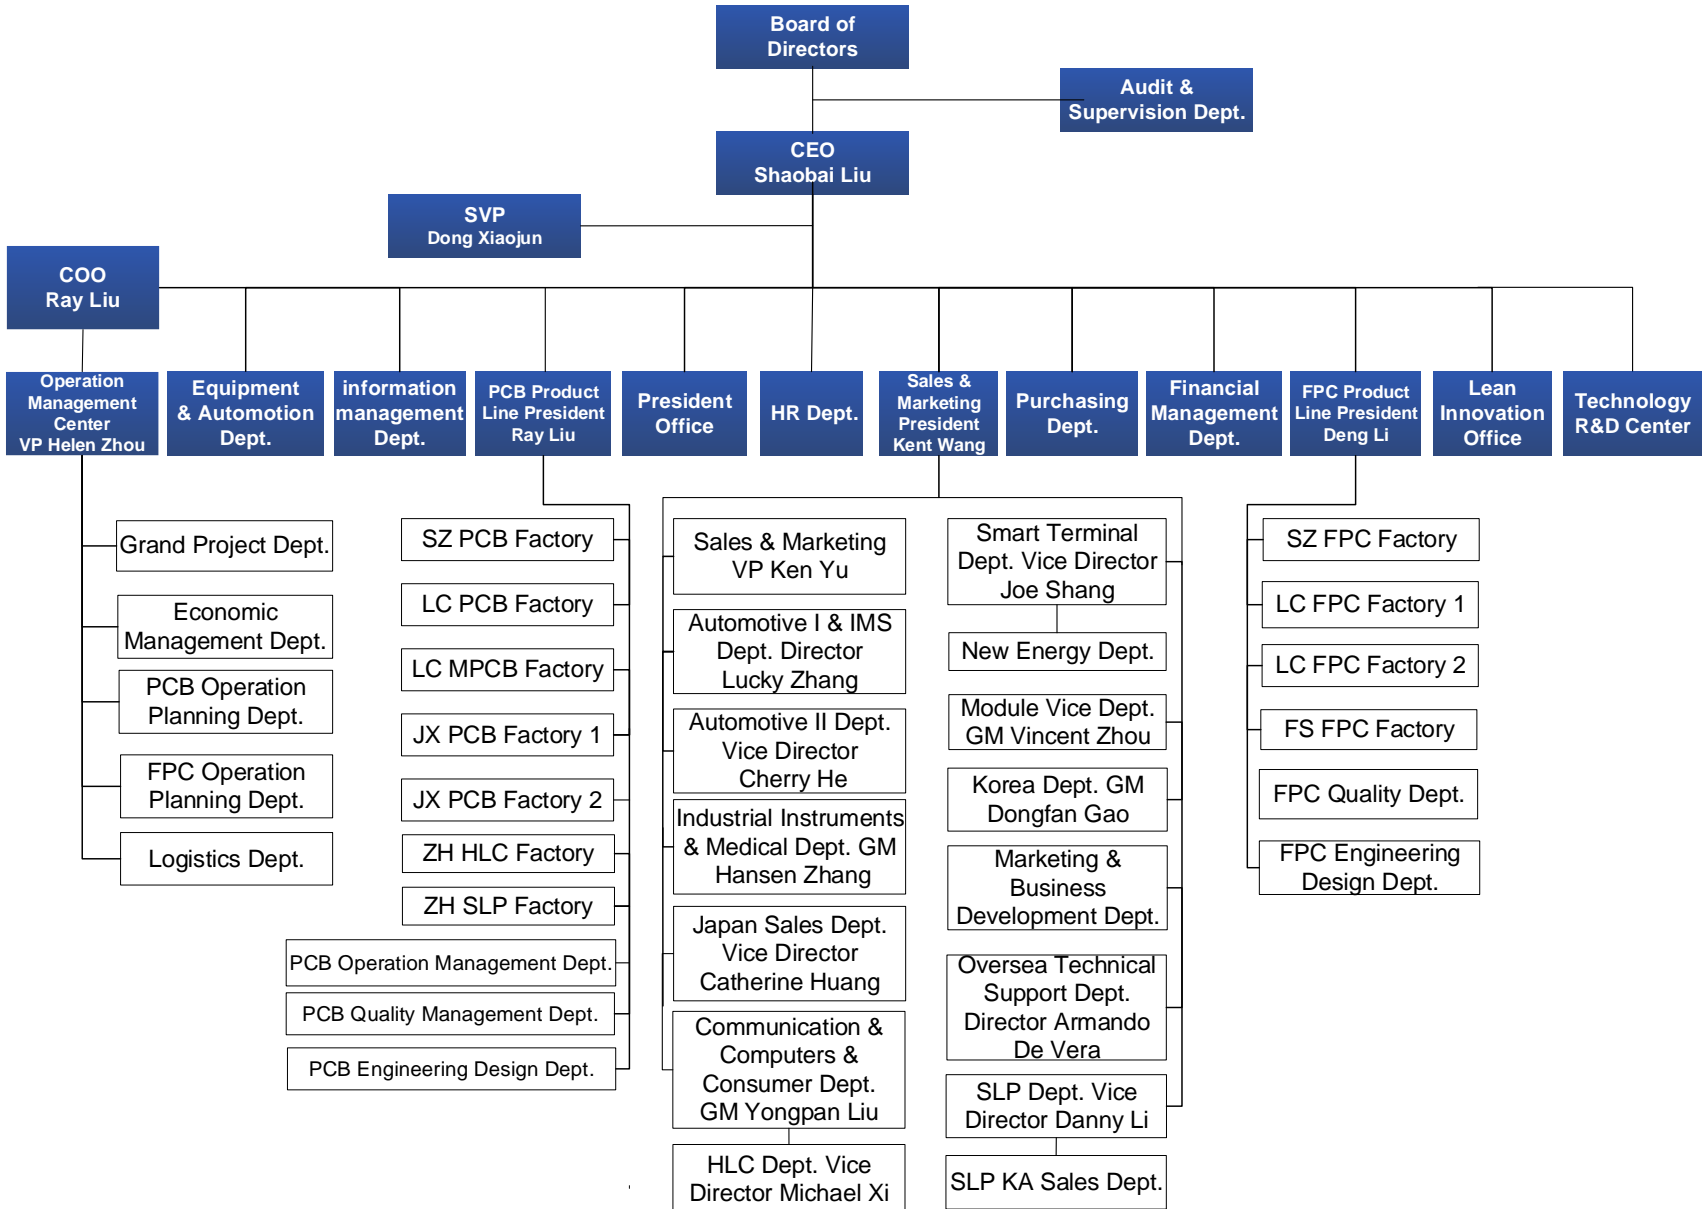 Board of
Directors
Audit &
Supervision Dept.
CEO
Shaobai Liu
SVP
Dong Xiaojun
COO
Ray Liu
Operation
Management
Center
VP Helen Zhou
Equipment
& Automotion
Dept.
information
management
Dept.
PCB Product
Line President
Ray Liu
President
Office
HR Dept.
Sales &
Marketing
President
Kent Wang
Purchasing
Dept.
Financial
Management
Dept.
FPC Product
Line President
Deng Li
Lean
Innovation
Office
Technology
R&D Center
Grand Project Dept.
Economic
Management Dept.
PCB Operation
Planning Dept.
FPC Operation
Planning Dept.
Logistics Dept.
SZ PCB Factory
LC PCB Factory
LC MPCB Factory
JX PCB Factory 1
JX PCB Factory 2
ZH HLC Factory
ZH SLP Factory
PCB Operation Management Dept.
PCB Quality Management Dept.
PCB Engineering Design Dept.
Sales & Marketing
VP Ken Yu
Automotive I & IMS
Dept. Director
Lucky Zhang
Automotive II Dept.
Vice Director
Cherry He
Industrial Instruments
& Medical Dept. GM
Hansen Zhang
Japan Sales Dept.
Vice Director
Catherine Huang
Communication &
Computers &
Consumer Dept.
GM Yongpan Liu
HLC Dept. Vice
Director Michael Xi
Smart Terminal
Dept. Vice Director
Joe Shang
New Energy Dept.
Module Vice Dept.
GM Vincent Zhou
Korea Dept. GM
Dongfan Gao
Marketing &
Business
Development Dept.
Oversea Technical
Support Dept.
Director Armando
De Vera
SLP Dept. Vice
Director Danny Li
SLP KA Sales Dept.
SZ FPC Factory
LC FPC Factory 1
LC FPC Factory 2
FS FPC Factory
FPC Quality Dept.
FPC Engineering
Design Dept.